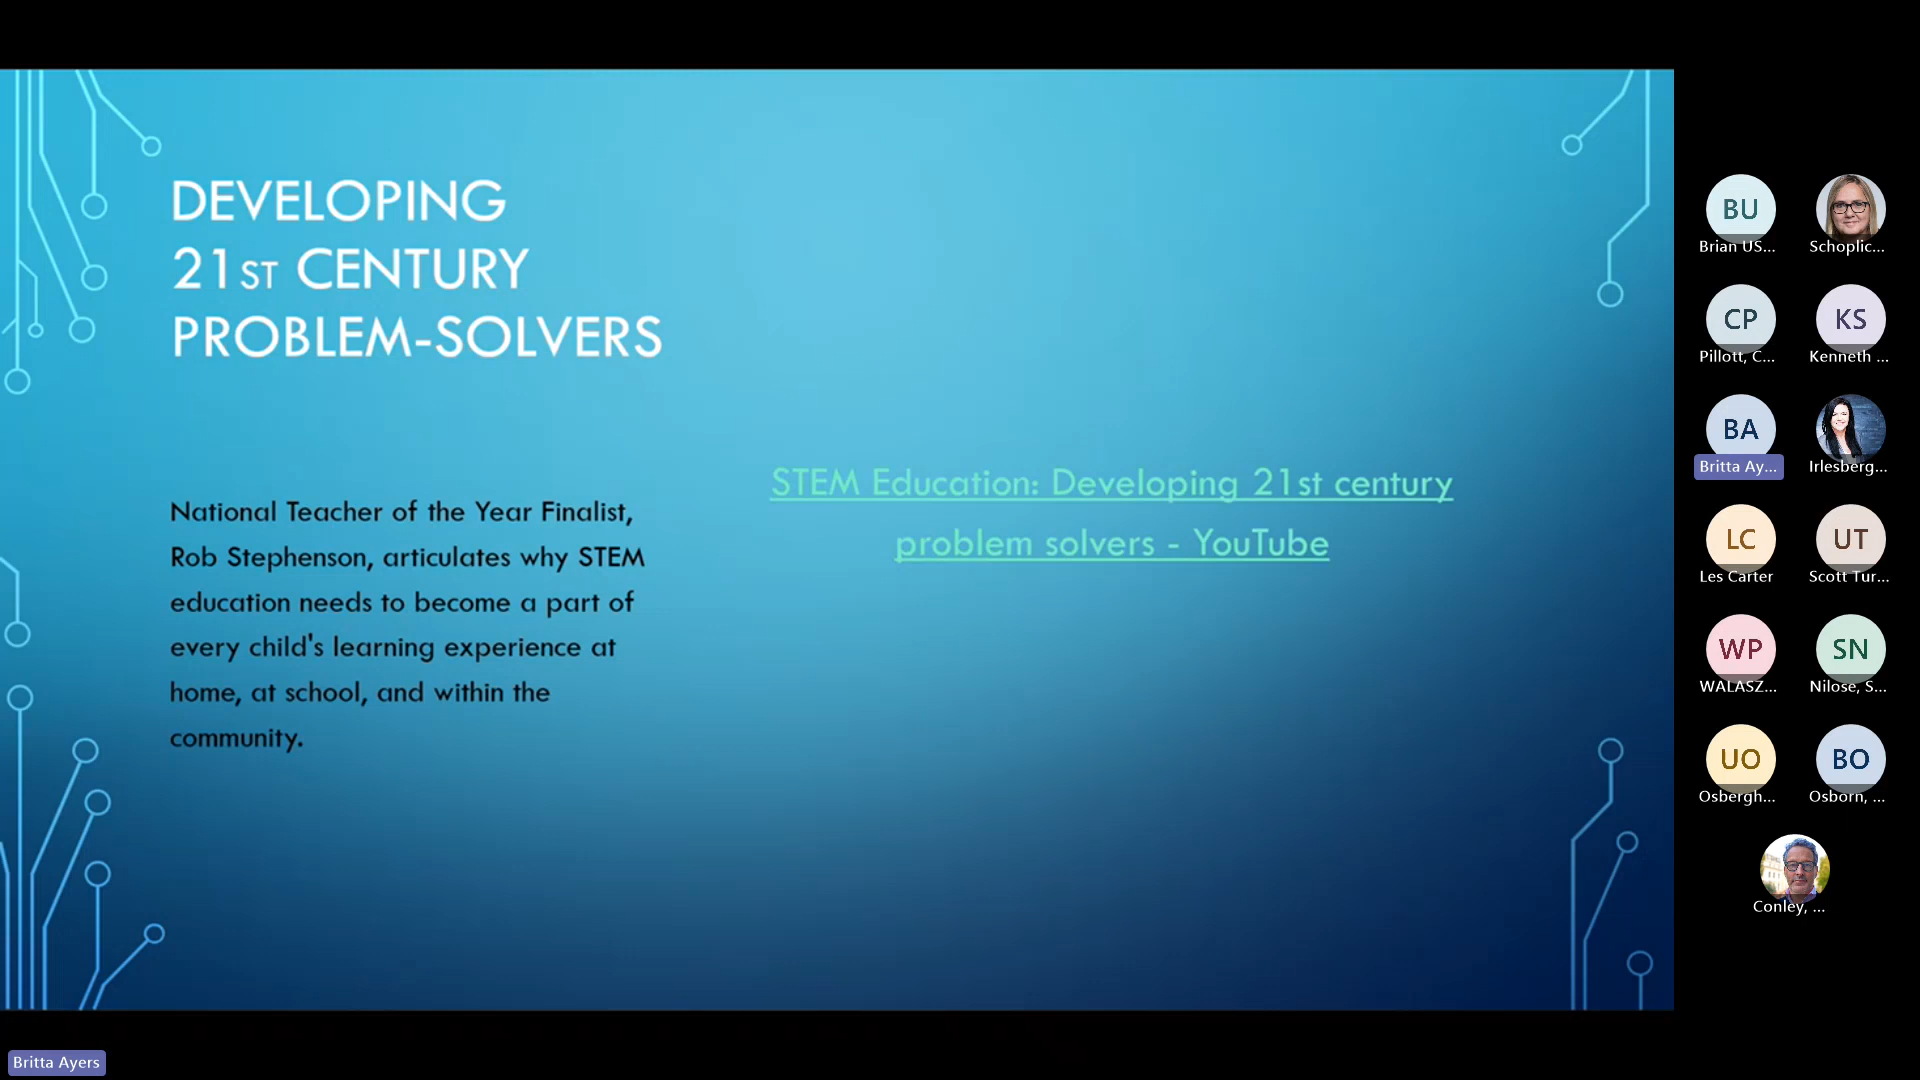 DEVELOPING
21ST CENTURY
PROBLEM-SOLVERS
National Teacher of the Year Finalist,
Rob Stephenson, articulates why STEM
education needs to become a part of
every child's learning experience at
home, at school, and within the
community.
STEM Education: Developing 21st century
problem solvers - YouTube
BU
Brian US...
Schoplic...
CP
Pillott, C...
KS
Kenneth ...
BA
Britta Ay...
Irlesberg...
LC
Les Carter
UT
Scott Tur...
WP
WALASZ...
SN
Nilose, S...
UO
Osbergh...
BO
Osborn, ...
Conley, ...
Britta Ayers